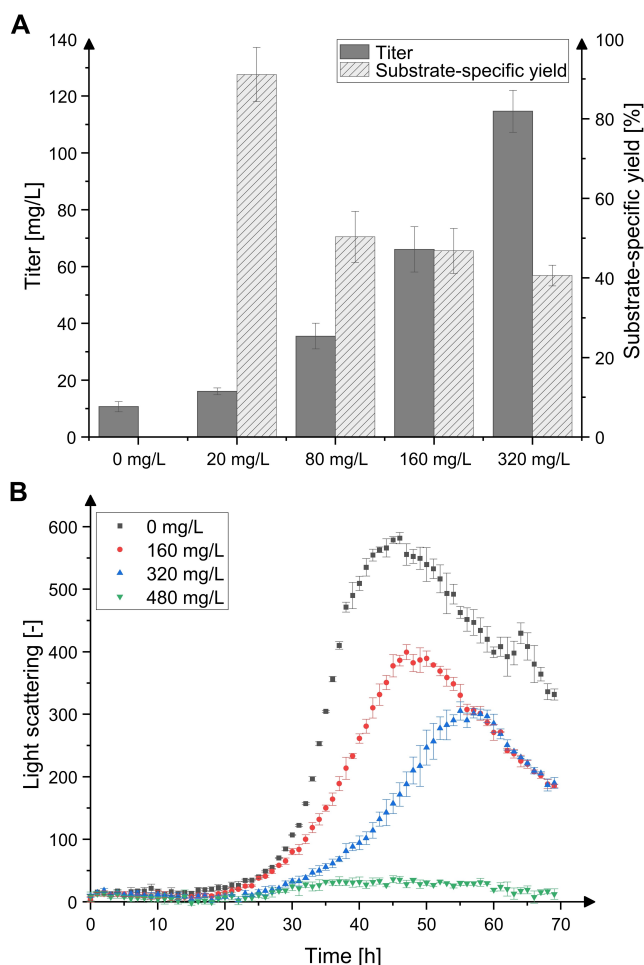 A
140
120
100
80
60
40
20
0
Titer [mg/L]
Titer
Substrate-specific yield
100
80
60
40
20
0
Substrate-specific yield [%]
0 mg/L 20 mg/L 80 mg/L 160 mg/L 320 mg/L
B
600
500
400
300
200
100
0
Light scattering [-]
0 mg/L
160 mg/L
320 mg/L
480 mg/L
0 10 20 30 40 50 60 70
Time [h]